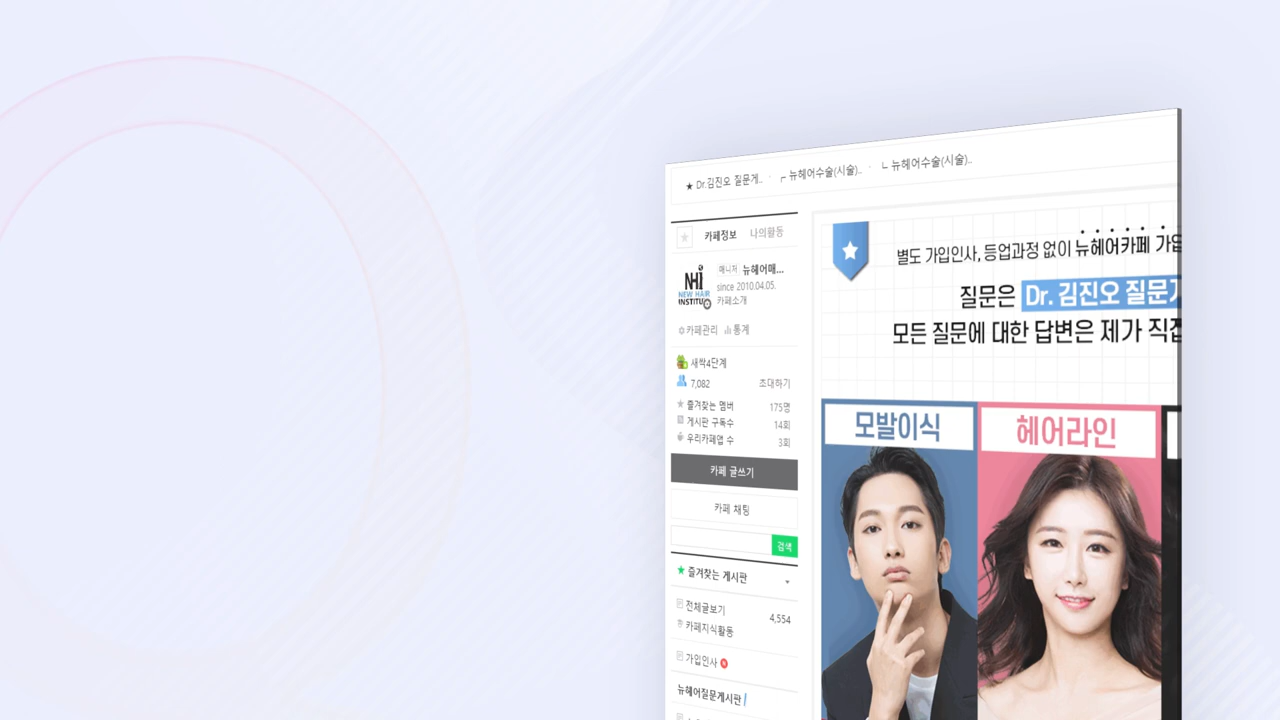 ★ Dr.김진오 질문게..
┌ 뉴헤어수술(시술)..
ㄴ 뉴헤어수술(시술)..
카페정보 나의활동
NHI
NEW HAIR
INSTITU
매니저 뉴헤어매...
since 2010.04.05.
카페소개
카페관리 통계
새싹4단계
7,082 초대하기
즐겨찾는 멤버 175명
게시판 구독수 14회
우리카페앱 수 3회
카페 글쓰기
카페 채팅
검색
★ 즐겨찾는 게시판
전체글보기 4,554
카페지식활동
가입인사
뉴헤어질문게시판
별도 가입인사, 등업과정 없이 뉴헤어카페 가입
질문은 Dr. 김진오 질문
모든 질문에 대한 답변은 제가 직접
모발이식
헤어라인